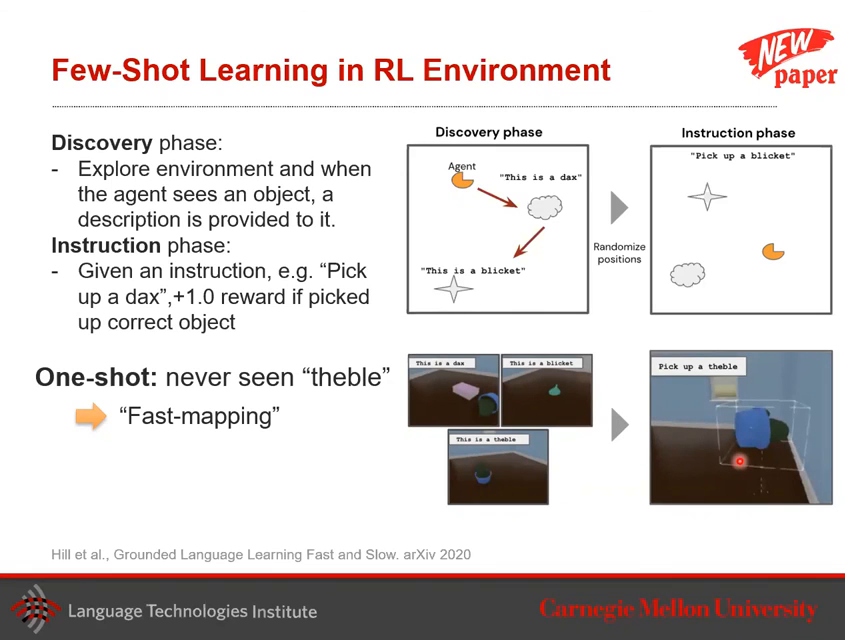 NEW
paper
Few-Shot Learning in RL Environment
Discovery phase:
- Explore environment and when
the agent sees an object, a
description is provided to it.
Instruction phase:
- Given an instruction, e.g. “Pick
up a dax”,+1.0 reward if picked
up correct object
One-shot: never seen “theble”
“Fast-mapping”
Discovery phase
Agent
"This is a dax"
"This is a blicket"
Randomize
positions
Instruction phase
"Pick up a blicket"
This is a dax
This is a blicket
This is a theble
Pick up a theble
Hill et al., Grounded Language Learning Fast and Slow. arXiv 2020
Language Technologies Institute
Carnegie Mellon University